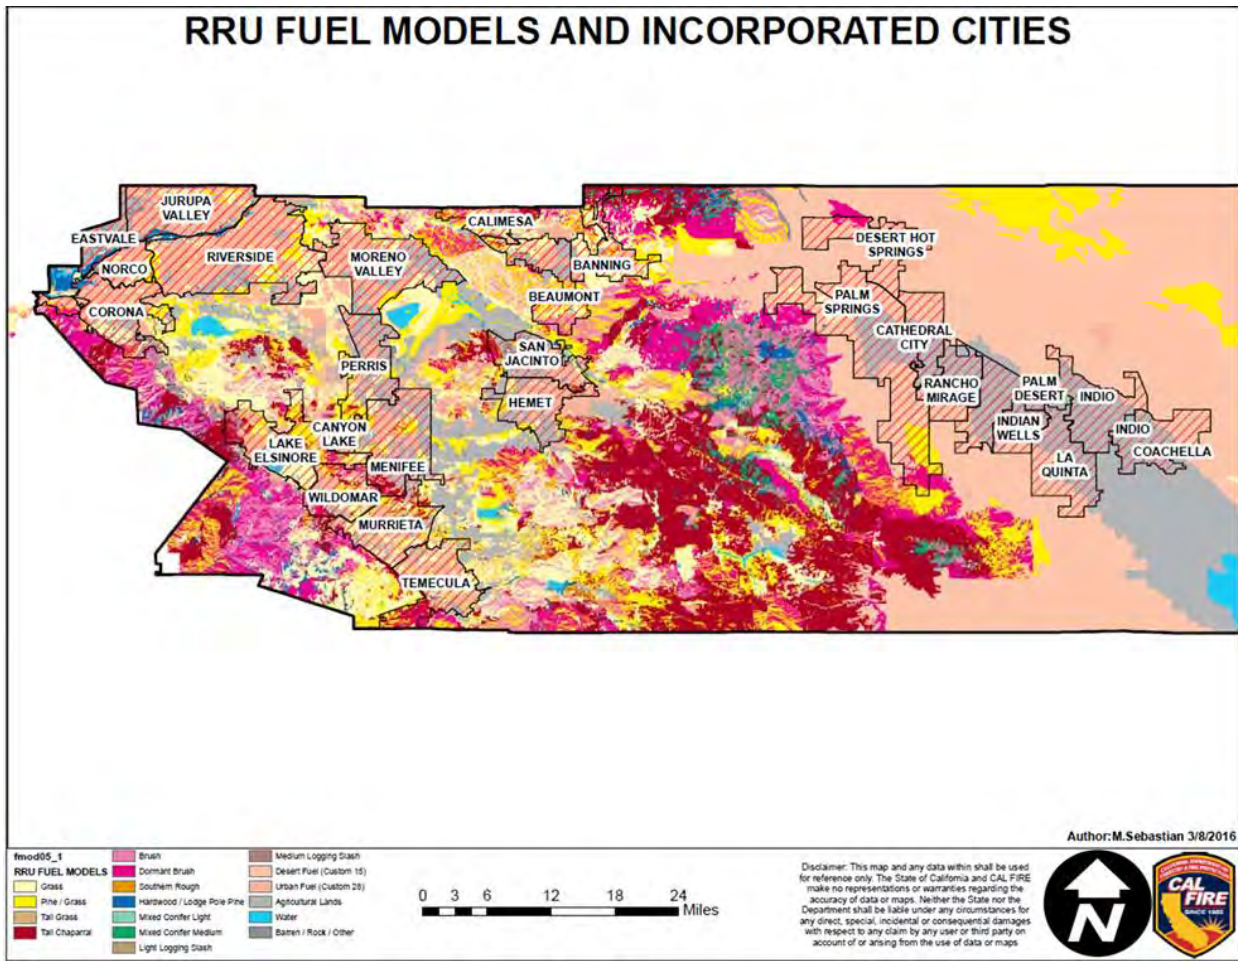 RRU FUEL MODELS AND INCORPORATED CITIES
JURUPA
VALLEY
EASTVALE
NORCO
RIVERSIDE
CORONA
MORENO
VALLEY
CALIMESA
BANNING
BEAUMONT
SAN
JACINTO
PERRIS
HEMET
CANYON
LAKE
LAKE
ELSINORE
MENIFEE
WILDOMAR
MURRIETA
TEMECULA
DESERT HOT
SPRINGS
PALM
SPRINGS
CATHEDRAL
CITY
RANCHO
MIRAGE
PALM
DESERT
INDIO
INDIAN
WELLS
INDIO
COACHELLA
LA
QUINTA
Author:M.Sebastian 3/8/2016
fmod05_1
RRU FUEL MODELS
Grass
Pine / Grass
Tall Grass
Tall Chaparral
Brush
Dormant Brush
Southern Rough
Hardwood / Lodge Pole Pine
Mixed Conifer Light
Mixed Conifer Medium
Light Logging Slash
Medium Logging Slash
Desert Fuel (Custom 15)
Urban Fuel (Custom 28)
Agricultural Lands
Water
Barren / Rock / Other
0 3 6 12 18 24
Miles
Disclaimer: This map and any data within shall be used
for reference only. The State of California and CAL FIRE
make no representations or warranties regarding the
accuracy of data or maps. Neither the State nor the
Department shall be liable under any circumstances for
any direct, special, incidental or consequential damages
with respect to any claim by any user or third party on
account of or arising from the use of data or maps
N
CAL
FIRE
SINCE 1885